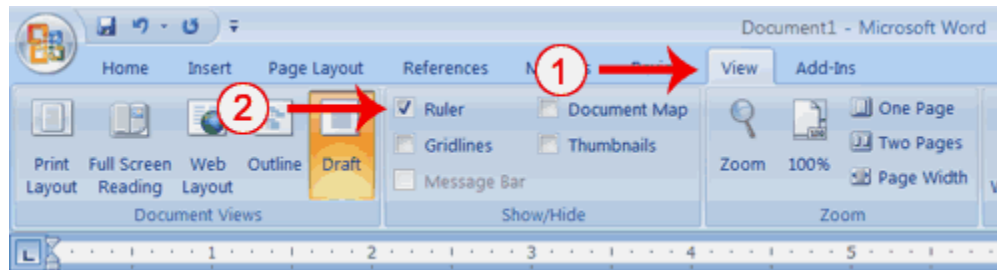 Document1 - Microsoft Word
Home Insert Page Layout References View Add-Ins
1
2
Ruler Document Map One Page
Gridlines Thumbnails Two Pages
Message Bar Page Width
Print Layout Full Screen Reading Web Layout Outline Draft Zoom 100%
Document Views Show/Hide Zoom
L 1 2 3 4 5